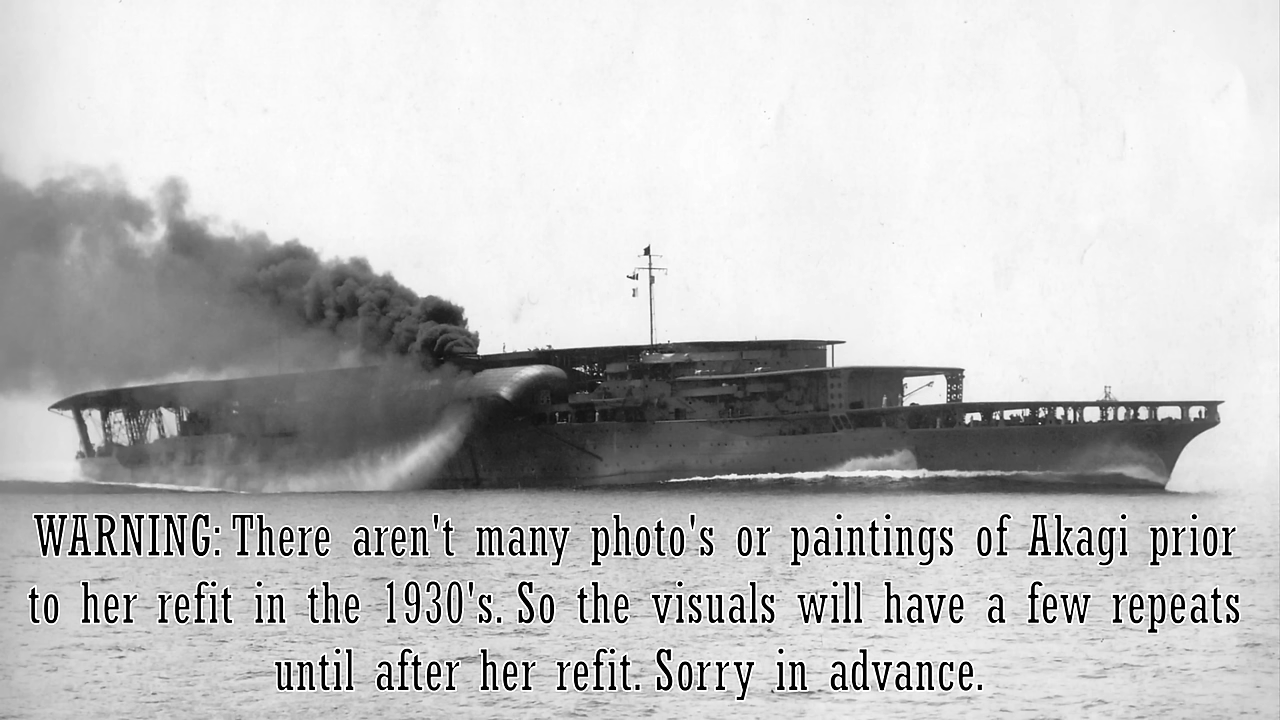 WARNING: There aren't many photo's or paintings of Akagi prior
to her refit in the 1930's. So the visuals will have a few repeats
until after her refit. Sorry in advance.